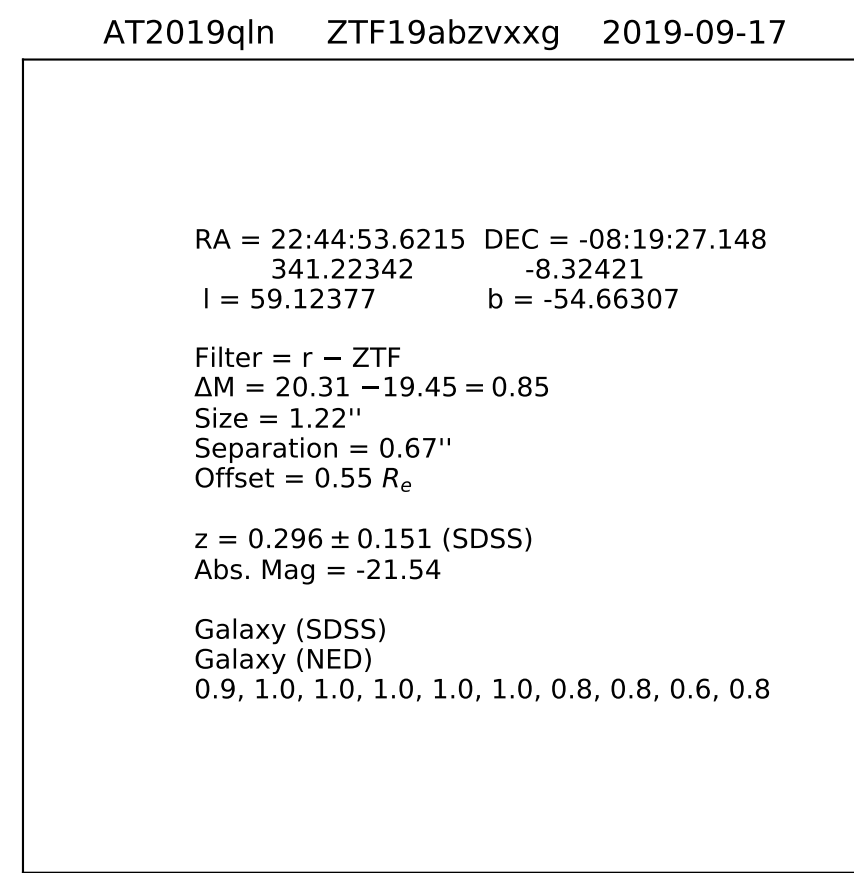 AT2019qln ZTF19abzvxxg 2019-09-17
RA = 22:44:53.6215 DEC = -08:19:27.148
341.22342 -8.32421
l = 59.12377 b = -54.66307
Filter = r − ZTF
ΔM = 20.31 −19.45 = 0.85
Size = 1.22''
Separation = 0.67''
Offset = 0.55 Re
z = 0.296 ± 0.151 (SDSS)
Abs. Mag = -21.54
Galaxy (SDSS)
Galaxy (NED)
0.9, 1.0, 1.0, 1.0, 1.0, 1.0, 0.8, 0.8, 0.6, 0.8